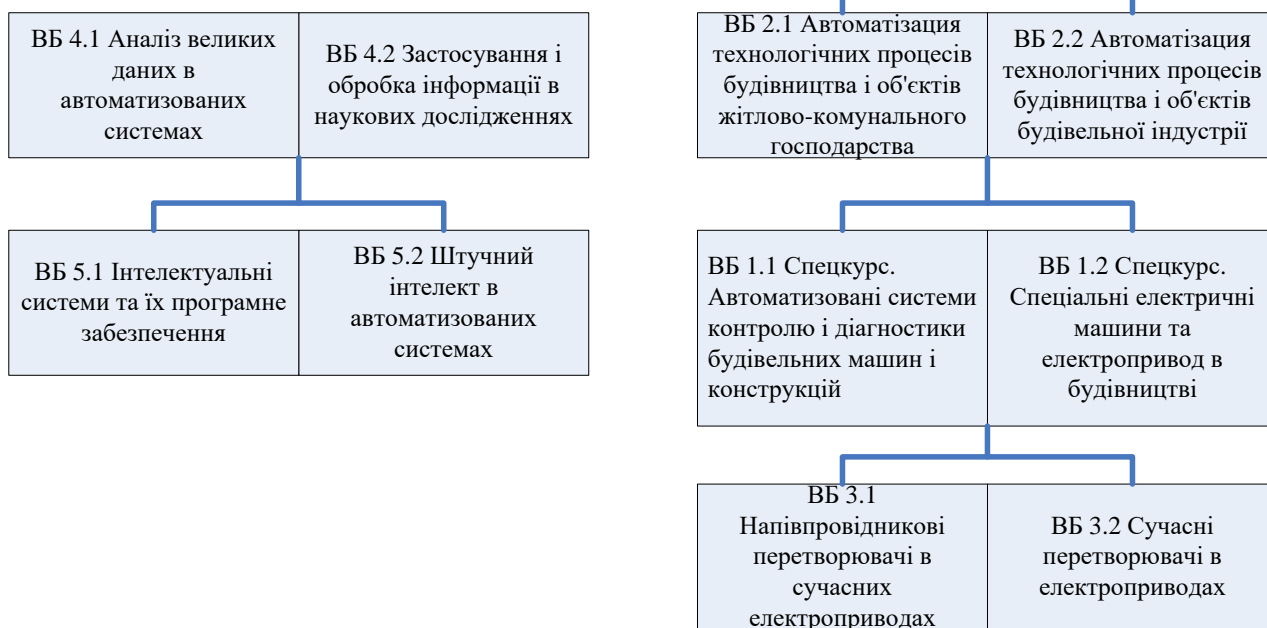 ВБ 4.1 Аналіз великих
даних в
автоматизованих
системах
ВБ 4.2 Застосування і
обробка інформації в
наукових дослідженнях
ВБ 5.1 Інтелектуальні
системи та їх програмне
забезпечення
ВБ 5.2 Штучний
інтелект в
автоматизованих
системах
ВБ 2.1 Автоматізация
технологічних процесів
будівництва і об'єктів
жітлово-комунального
господарства
ВБ 2.2 Автоматізация
технологічних процесів
будівництва і об'єктів
будівельної індустрії
ВБ 1.1 Спецкурс.
Автоматизовані системи
контролю і діагностики
будівельних машин і
конструкцій
ВБ 1.2 Спецкурс.
Спеціальні електричні
машини та
електропривод в
будівництві
ВБ 3.1
Напівпровідникові
перетворювачі в
сучасних
електроприводах
ВБ 3.2 Сучасні
перетворювачі в
електроприводах